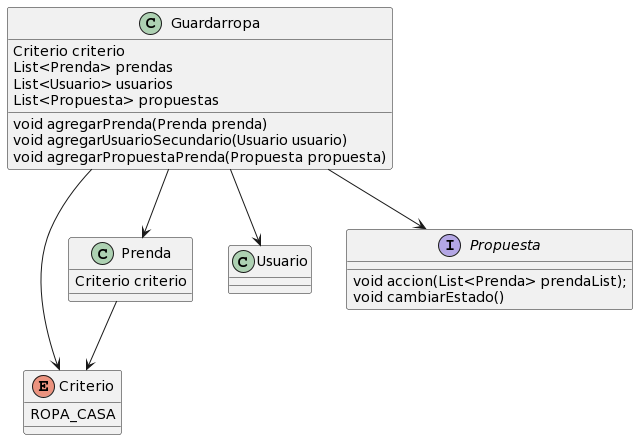 C Guardarropa
Criterio criterio
List<Prenda> prendas
List<Usuario> usuarios
List<Propuesta> propuestas
void agregarPrenda(Prenda prenda)
void agregarUsuarioSecundario(Usuario usuario)
void agregarPropuestaPrenda(Propuesta propuesta)
C Prenda
Criterio criterio
C Usuario
I Propuesta
void accion(List<Prenda> prendaList);
void cambiarEstado()
E Criterio
ROPA_CASA